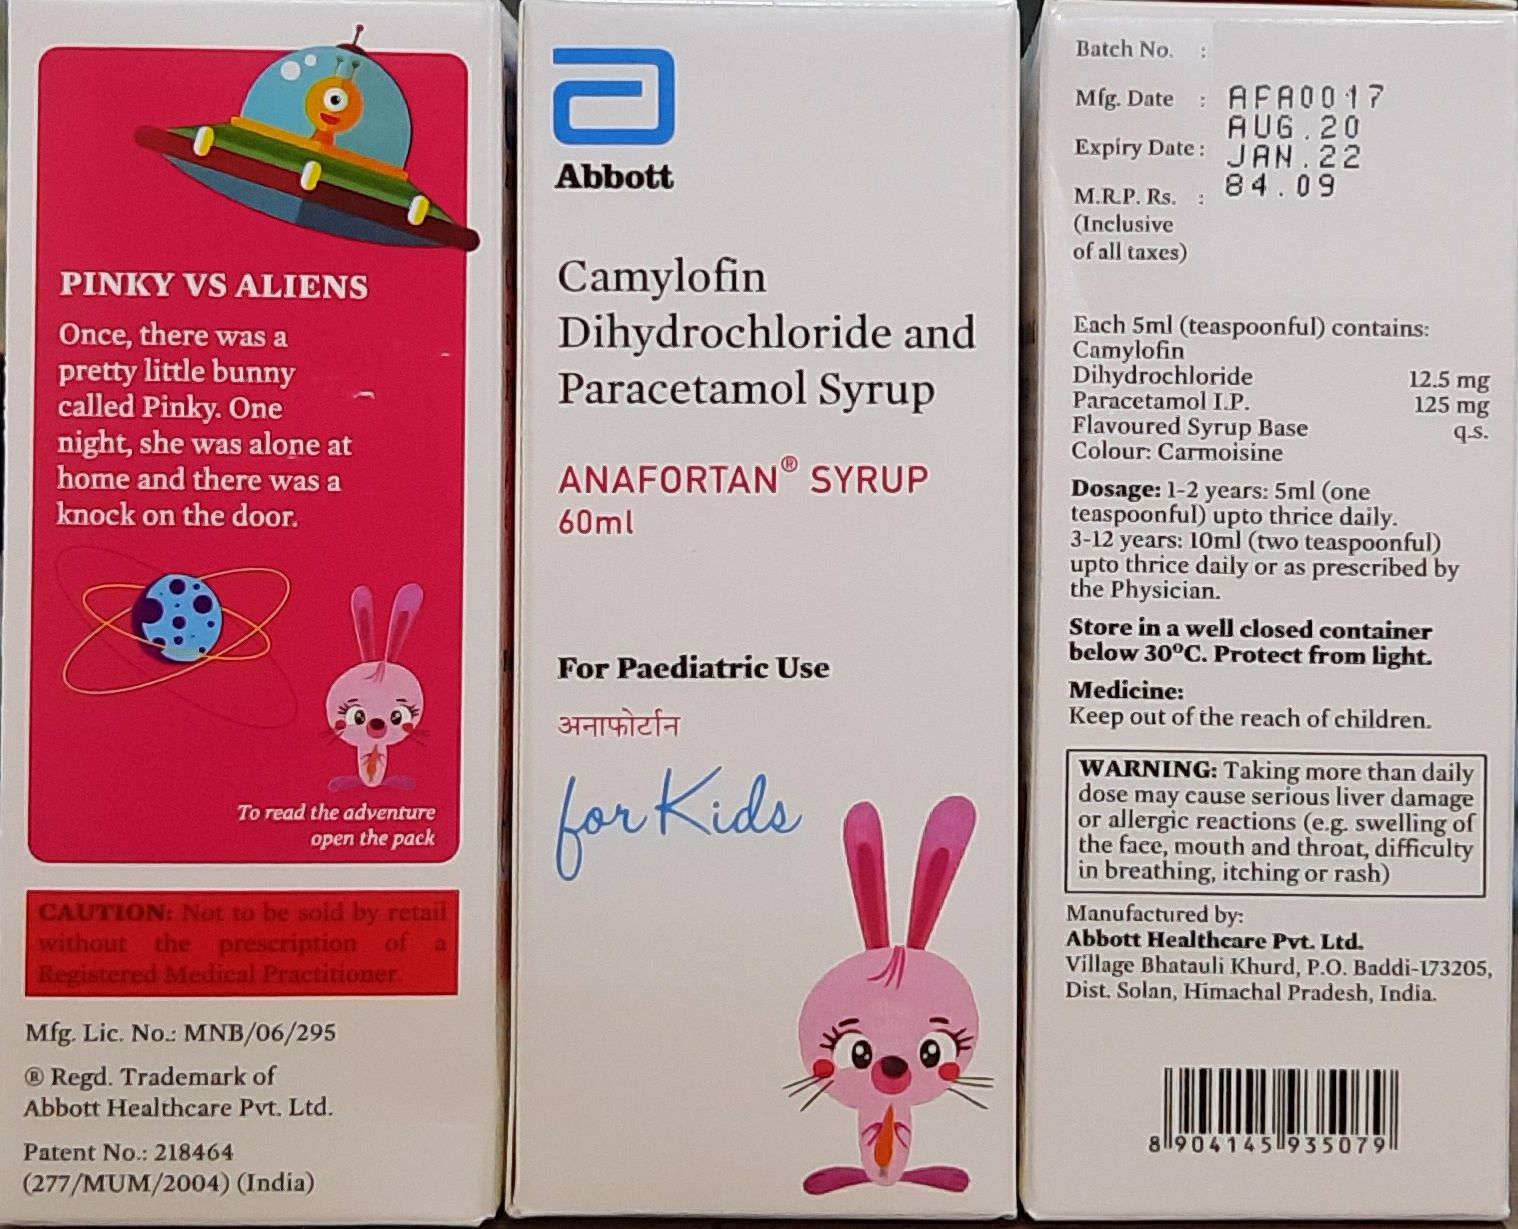 PINKY VS ALIENS
Once, there was a
pretty little bunny
called Pinky. One
night, she was alone at
home and there was a
knock on the door.
To read the adventure
open the pack
CAUTION: Not to be sold by retail
without the prescription of a
Registered Medical Practitioner.
Mfg. Lic. No.: MNB/06/295
® Regd. Trademark of
Abbott Healthcare Pvt. Ltd.
Patent No.: 218464
(277/MUM/2004) (India)
Abbott
Camylofin
Dihydrochloride and
Paracetamol Syrup
ANAFORTAN® SYRUP
60ml
For Paediatric Use
अनाफोर्टान
for Kids
Batch No. :
Mfg. Date : AFA0017
AUG.20
Expiry Date: JAN.22
M.R.P. Rs. : 84.09
(Inclusive
of all taxes)
Each 5ml (teaspoonful) contains:
Camylofin
Dihydrochloride 12.5 mg
Paracetamol I.P. 125 mg
Flavoured Syrup Base q.s.
Colour: Carmoisine
Dosage: 1-2 years: 5ml (one
teaspoonful) upto thrice daily.
3-12 years: 10ml (two teaspoonful)
upto thrice daily or as prescribed by
the Physician.
Store in a well closed container
below 30°C. Protect from light.
Medicine:
Keep out of the reach of children.
WARNING: Taking more than daily
dose may cause serious liver damage
or allergic reactions (e.g. swelling of
the face, mouth and throat, difficulty
in breathing, itching or rash)
Manufactured by:
Abbott Healthcare Pvt. Ltd.
Village Bhatauli Khurd, P.O. Baddi-173205,
Dist. Solan, Himachal Pradesh, India.
8 904145 935079